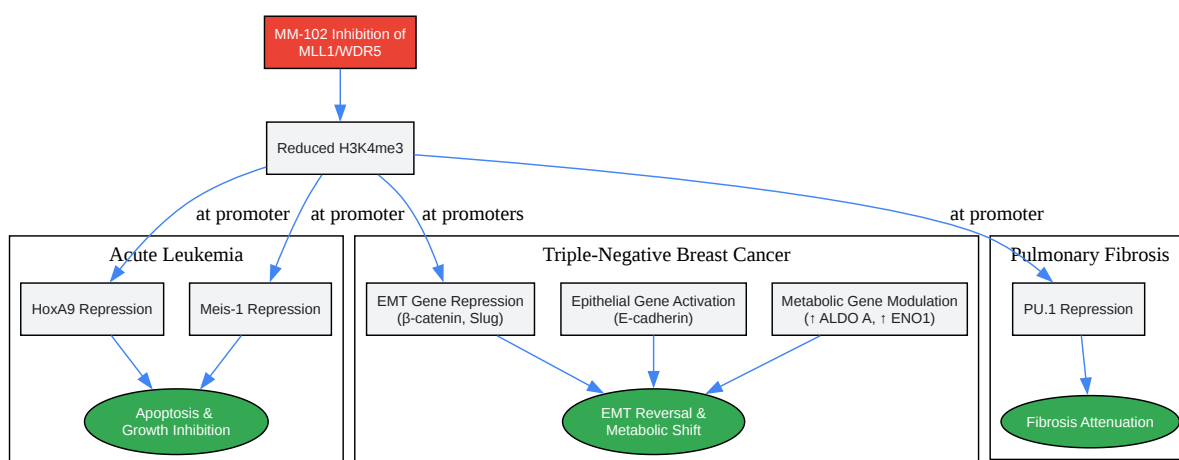 MM-102 Inhibition of
MLL1/WDR5
Reduced H3K4me3
at promoter
at promoter
at promoters
at promoter
Acute Leukemia
Triple-Negative Breast Cancer
Pulmonary Fibrosis
HoxA9 Repression
Meis-1 Repression
EMT Gene Repression
(β-catenin, Slug)
Epithelial Gene Activation
(E-cadherin)
Metabolic Gene Modulation
(↑ ALDO A, ↑ ENO1)
PU.1 Repression
Apoptosis &
Growth Inhibition
EMT Reversal &
Metabolic Shift
Fibrosis Attenuation